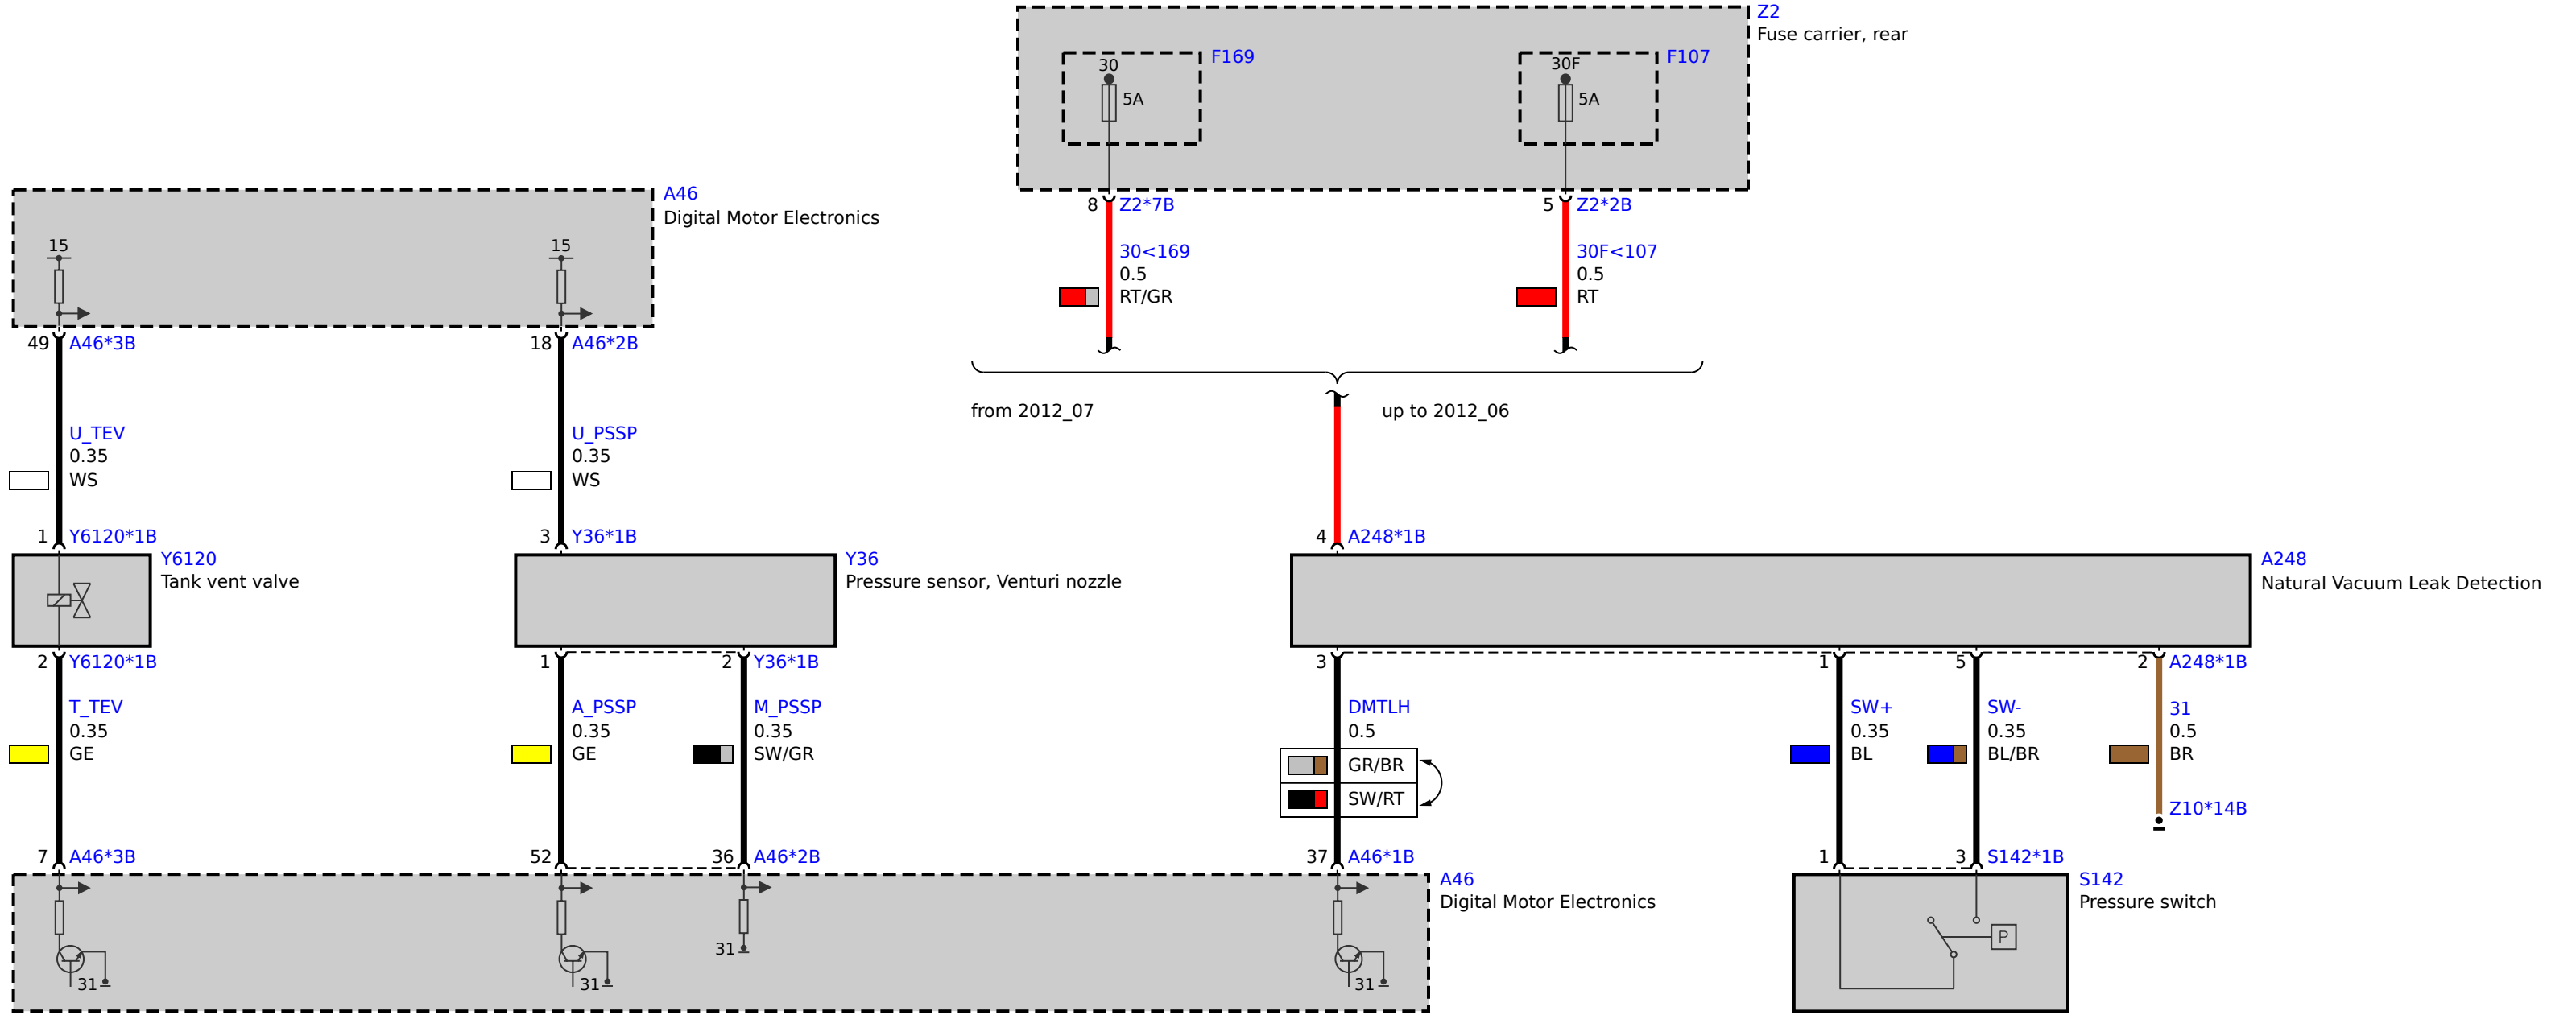 Z2
Fuse carrier, rear
F169
30
5A
F107
30F
5A
A46
Digital Motor Electronics
15
15
8 Z2*7B
5 Z2*2B
30<169
0.5
RT/GR
30F<107
0.5
RT
49 A46*3B
18 A46*2B
from 2012_07
up to 2012_06
U_TEV
0.35
WS
U_PSSP
0.35
WS
1 Y6120*1B
3 Y36*1B
4 A248*1B
Y6120
Tank vent valve
Y36
Pressure sensor, Venturi nozzle
A248
Natural Vacuum Leak Detection
2 Y6120*1B
1
2 Y36*1B
3
1
5
2 A248*1B
T_TEV
0.35
GE
A_PSSP
0.35
GE
M_PSSP
0.35
SW/GR
DMTLH
0.5
GR/BR
SW/RT
SW+
0.35
BL
SW-
0.35
BL/BR
31
0.5
BR
Z10*14B
7 A46*3B
52
36 A46*2B
37 A46*1B
1
3 S142*1B
A46
Digital Motor Electronics
S142
Pressure switch
P
31
31
31
31